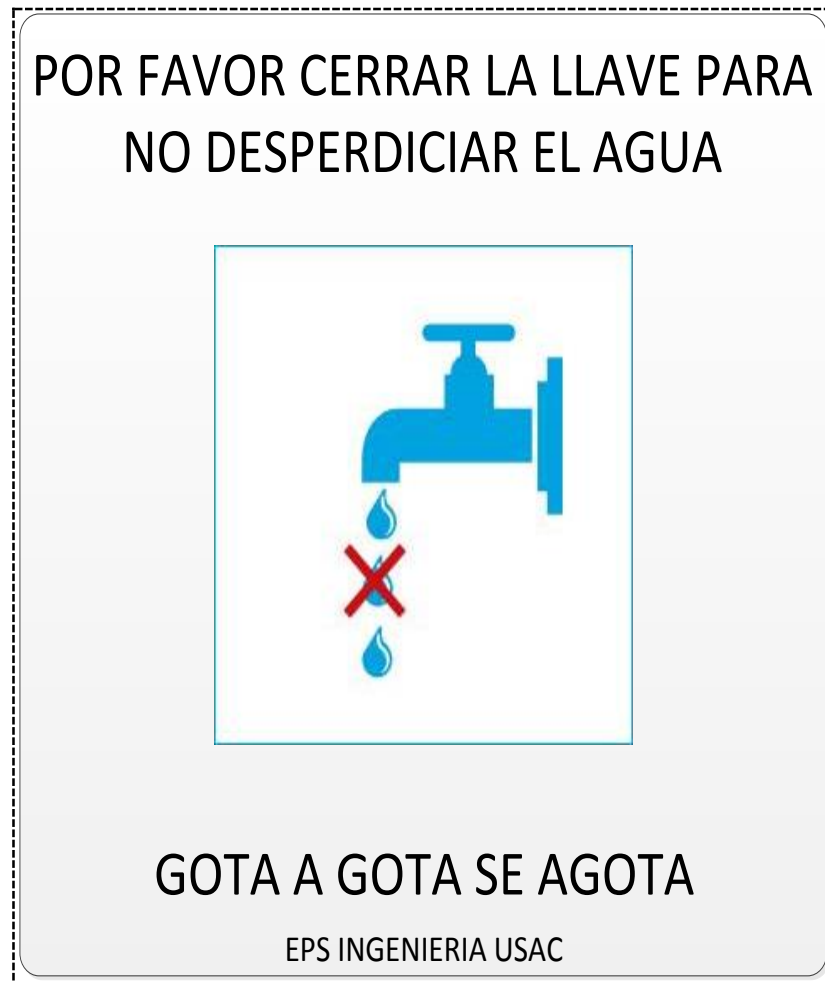 POR FAVOR CERRAR LA LLAVE PARA
NO DESPERDICIAR EL AGUA
GOTA A GOTA SE AGOTA
EPS INGENIERIA USAC